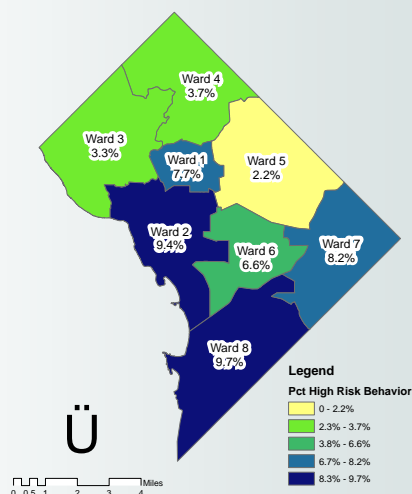 Ward 4
3.7%
Ward 3
3.3%
Ward 1
7.7%
Ward 5
2.2%
Ward 2
9.4%
Ward 6
6.6%
Ward 7
8.2%
Ward 8
9.7%
Legend
Pct High Risk Behavior
0 - 2.2%
2.3% - 3.7%
3.8% - 6.6%
6.7% - 8.2%
8.3% - 9.7%
Ü
Miles
0 0.5 1 2 3 4